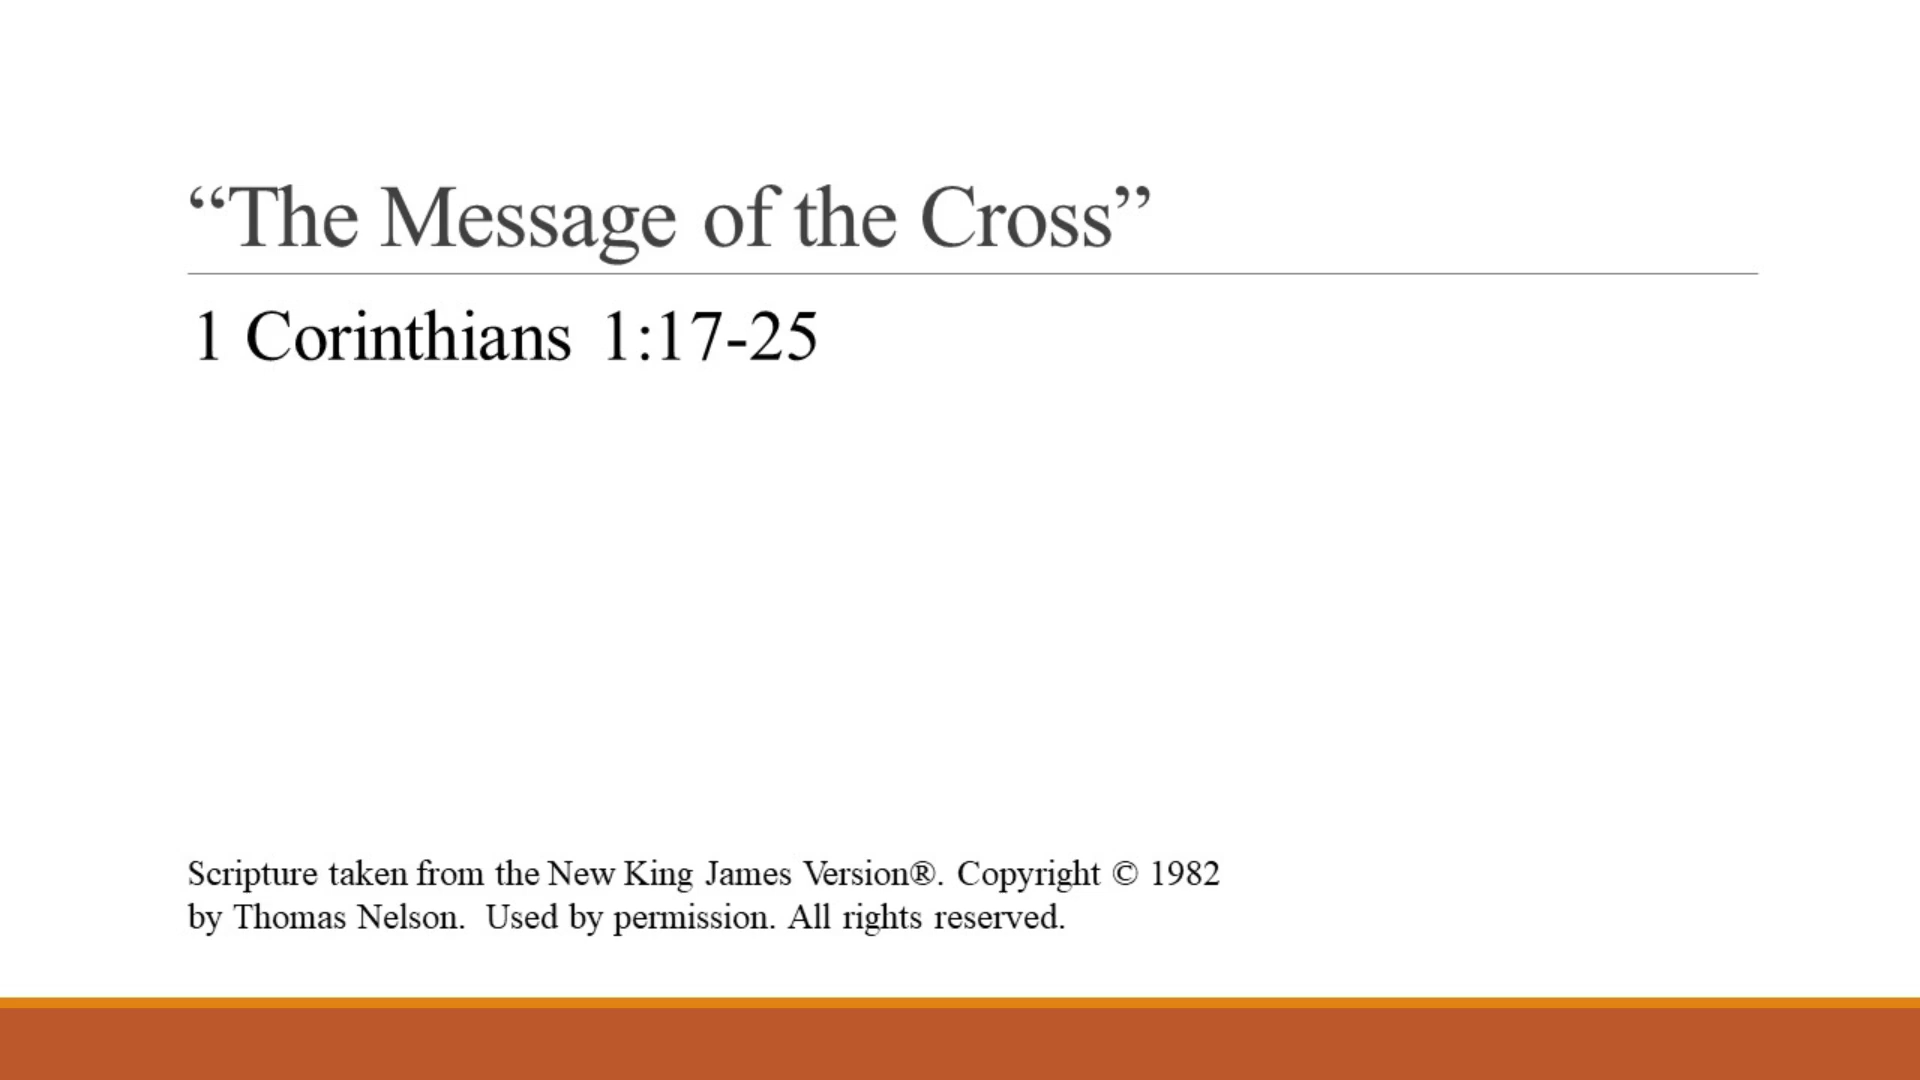 “The Message of the Cross”
1 Corinthians 1:17-25
Scripture taken from the New King James Version®. Copyright © 1982
by Thomas Nelson.  Used by permission. All rights reserved.